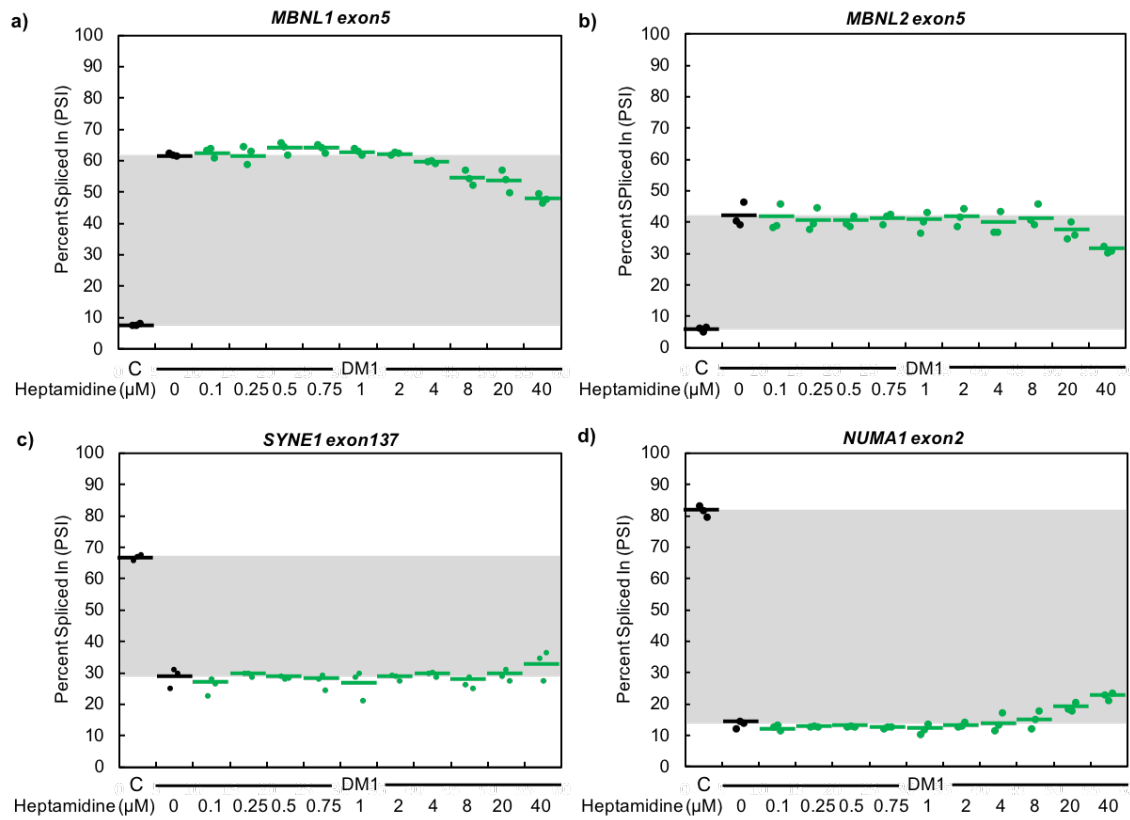 a)
MBNL1 exon5
Percent Spliced In (PSI)
100
90
80
70
60
50
40
30
20
10
0
C DM1
Heptamidine (µM) 0 0.1 0.25 0.5 0.75 1 2 4 8 20 40
b)
MBNL2 exon5
Percent SPliced In (PSI)
100
90
80
70
60
50
40
30
20
10
0
C DM1
Heptamidine (µM) 0 0.1 0.25 0.5 0.75 1 2 4 8 20 40
c)
SYNE1 exon137
Percent Spliced In (PSI)
100
90
80
70
60
50
40
30
20
10
0
C DM1
Heptamidine (µM) 0 0.1 0.25 0.5 0.75 1 2 4 8 20 40
d)
NUMA1 exon2
Percent Spliced In (PSI)
100
90
80
70
60
50
40
30
20
10
0
C DM1
Heptamidine (µM) 0 0.1 0.25 0.5 0.75 1 2 4 8 20 40